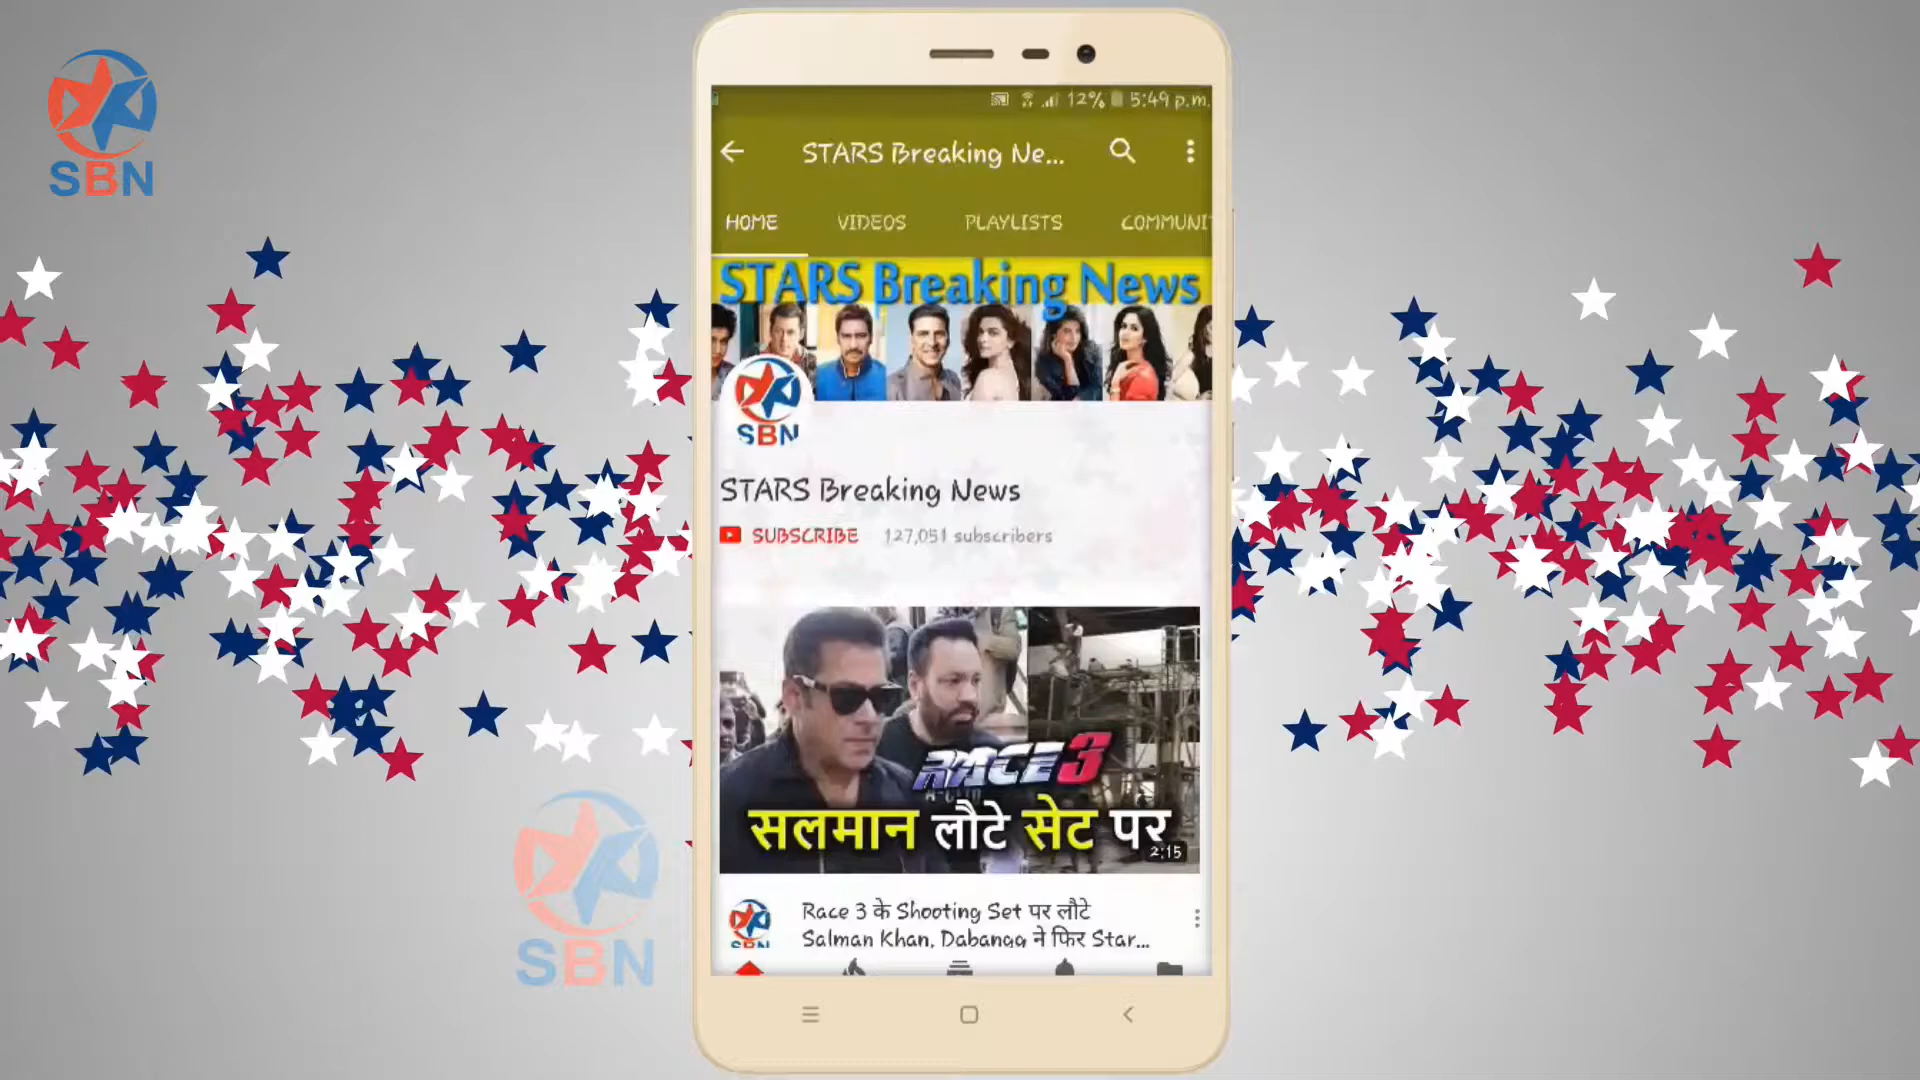 SBN
12% 5:49 p.m.
STARS Breaking Ne...
HOME VIDEOS PLAYLISTS COMMUNI
STARS Breaking News
SBN
STARS Breaking News
SUBSCRIBE 127,051 subscribers
RACE 3
सलमान लौटे सेट पर
2:15
Race 3 के Shooting Set पर लौटे
Salman Khan, Dabangg ने फिर Star...
SBN
SBN